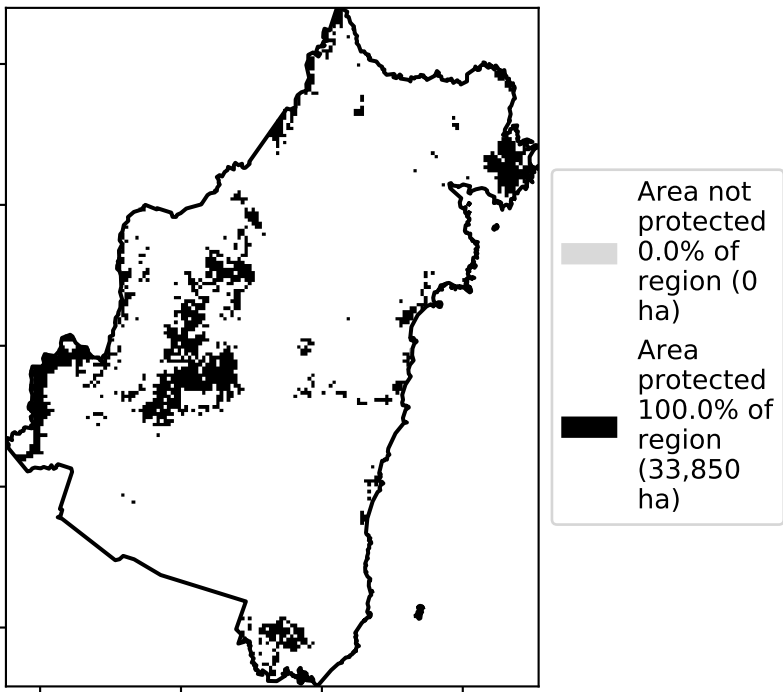 Area not
protected
0.0% of
region (0
ha)
Area
protected
100.0% of
region
(33,850
ha)